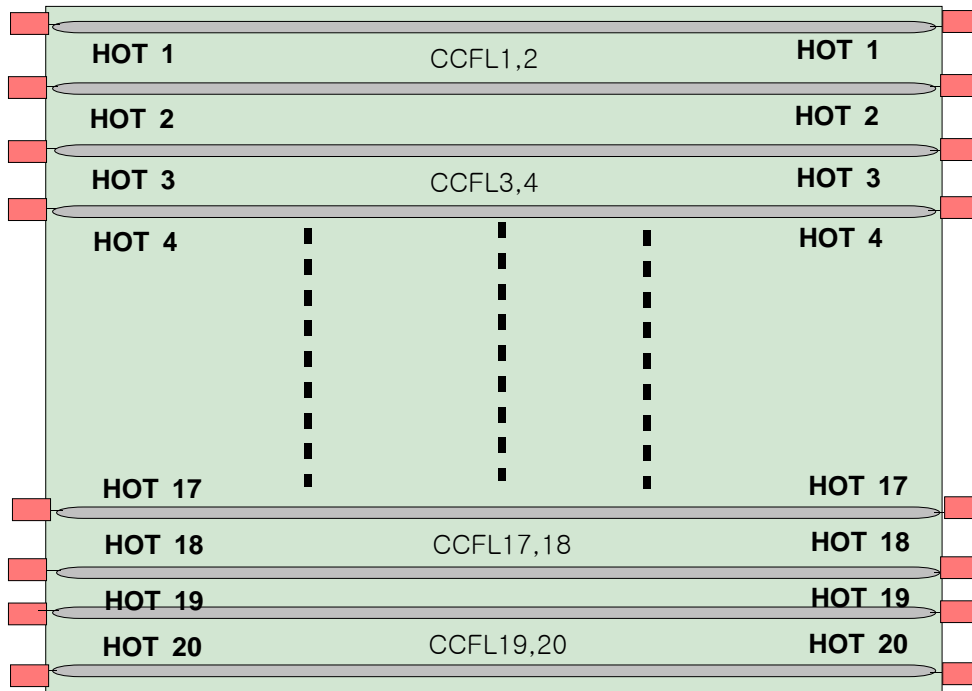 HOT 1 CCFL1,2 HOT 1
HOT 2 HOT 2
HOT 3 CCFL3,4 HOT 3
HOT 4 HOT 4
HOT 17 HOT 17
HOT 18 CCFL17,18 HOT 18
HOT 19 HOT 19
HOT 20 CCFL19,20 HOT 20